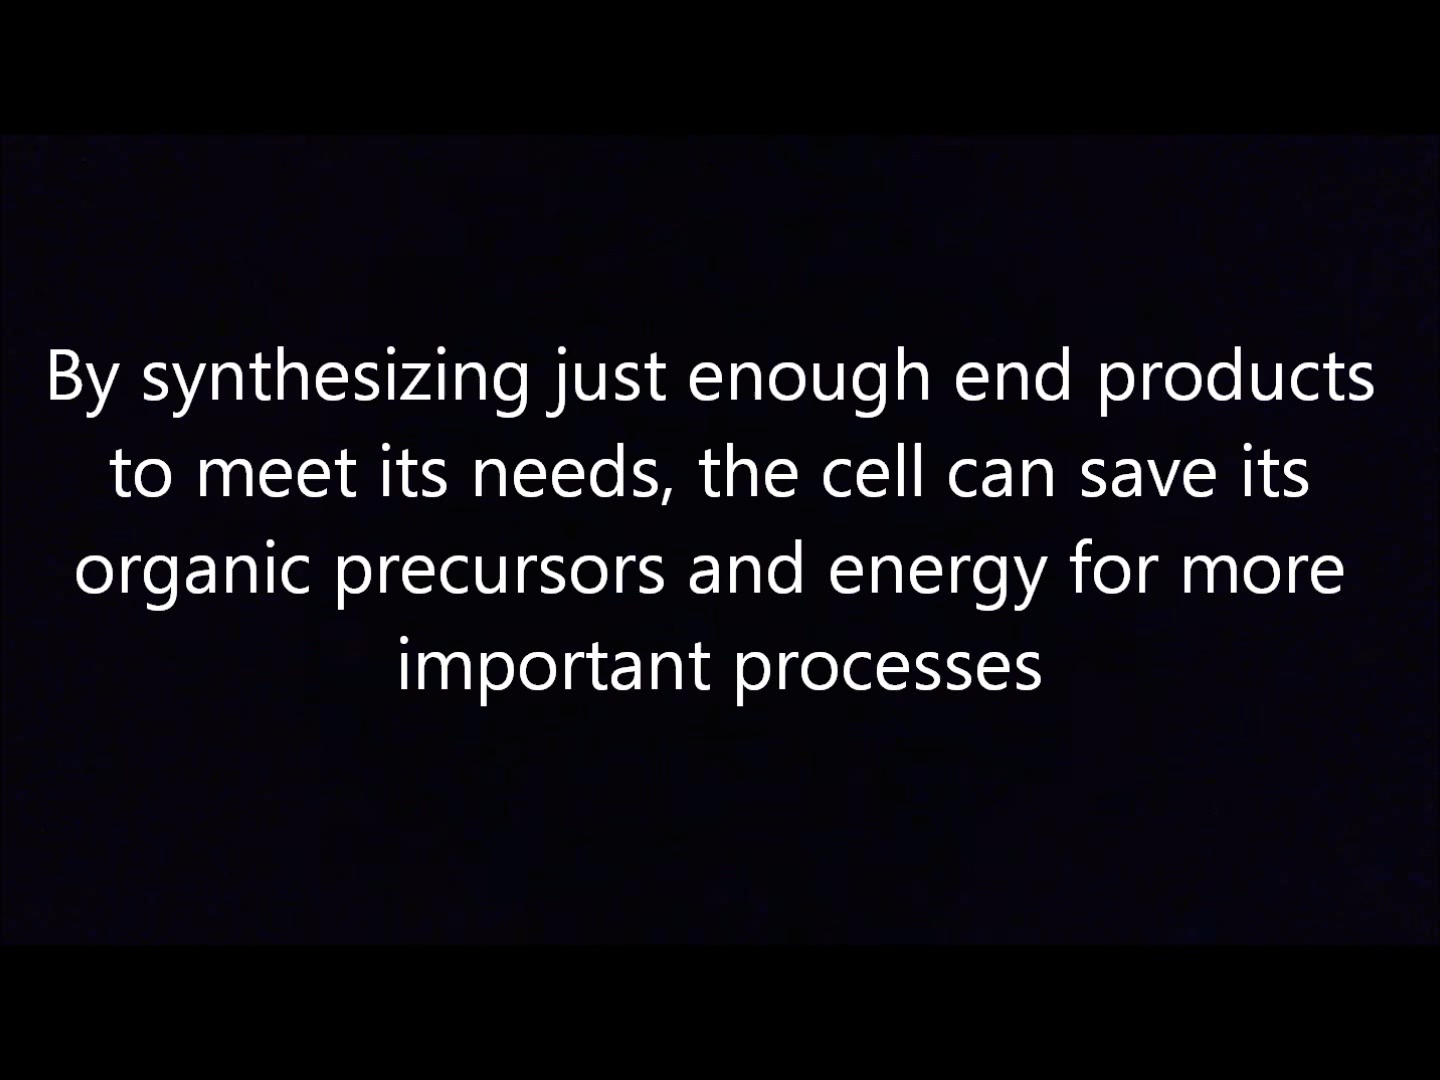 By synthesizing just enough end products
to meet its needs, the cell can save its
organic precursors and energy for more
important processes